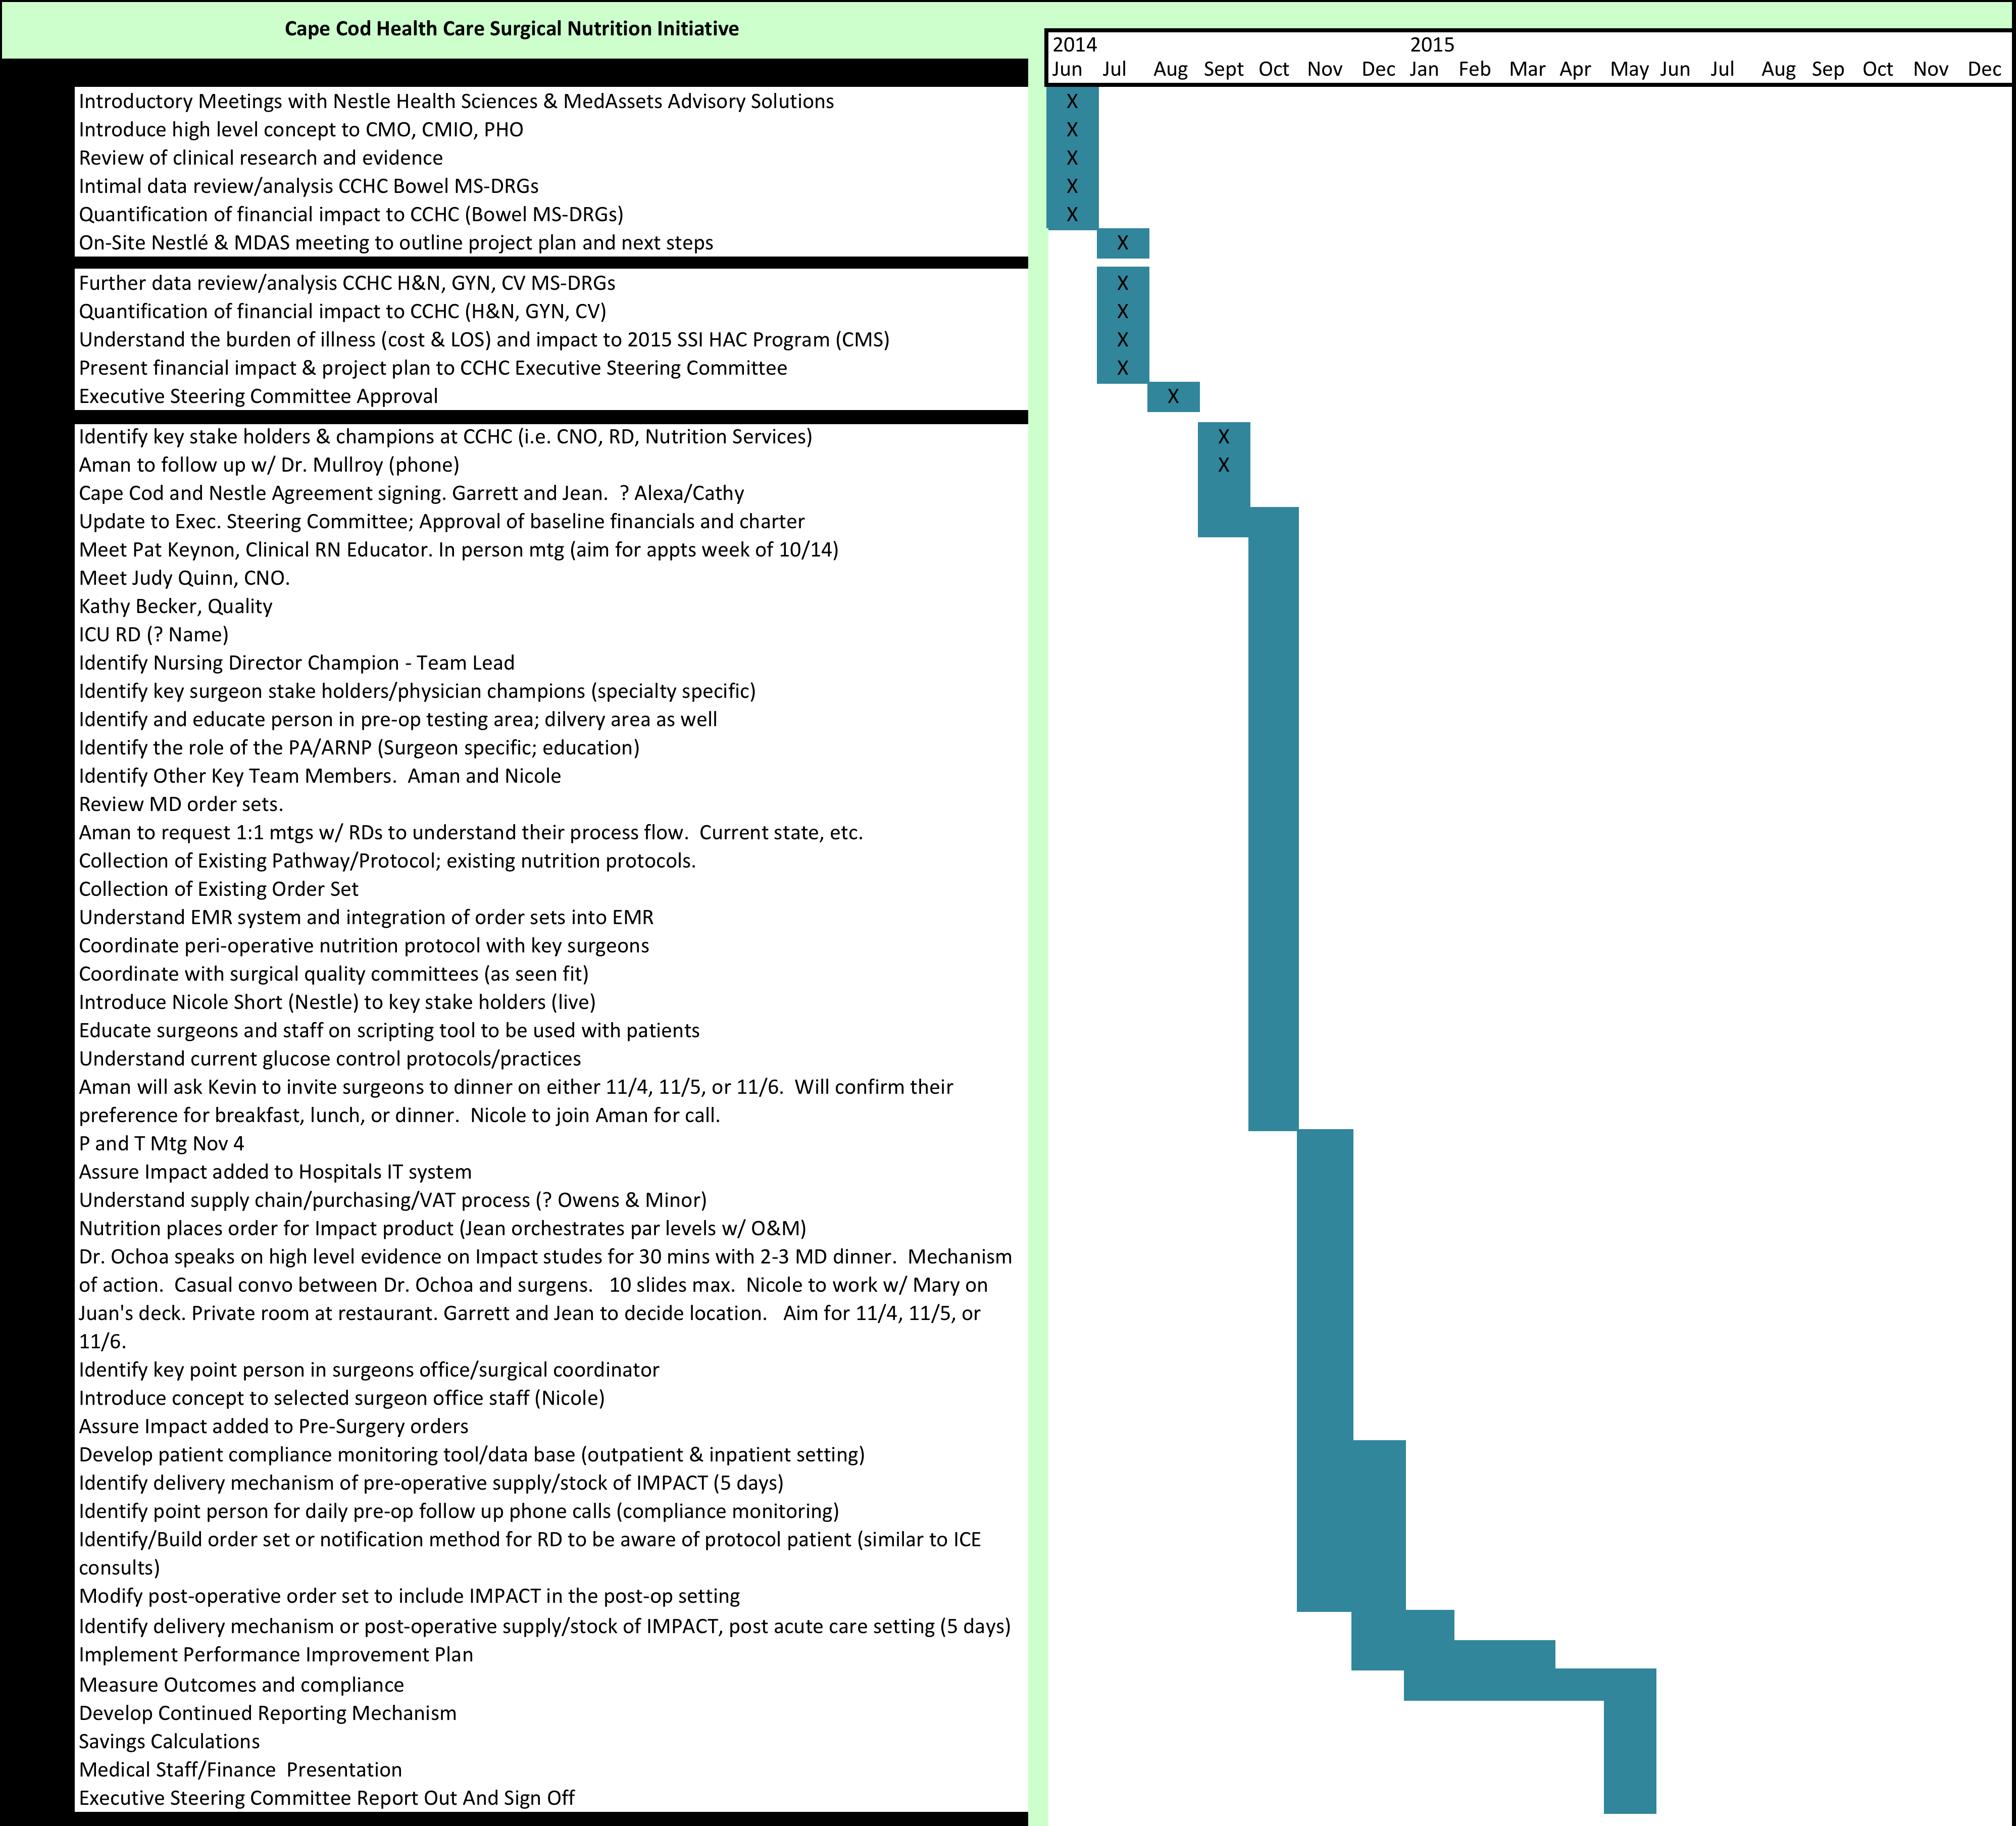 Cape Cod Health Care Surgical Nutrition Initiative
2014 2015
Jun Jul Aug Sept Oct Nov Dec Jan Feb Mar Apr May Jun Jul Aug Sep Oct Nov Dec
Introductory Meetings with Nestle Health Sciences & MedAssets Advisory Solutions X
Introduce high level concept to CMO, CMIO, PHO X
Review of clinical research and evidence X
Intimal data review/analysis CCHC Bowel MS-DRGs X
Quantification of financial impact to CCHC (Bowel MS-DRGs) X
On-Site Nestlé & MDAS meeting to outline project plan and next steps X
Further data review/analysis CCHC H&N, GYN, CV MS-DRGs X
Quantification of financial impact to CCHC (H&N, GYN, CV) X
Understand the burden of illness (cost & LOS) and impact to 2015 SSI HAC Program (CMS) X
Present financial impact & project plan to CCHC Executive Steering Committee X
Executive Steering Committee Approval X
Identify key stake holders & champions at CCHC (i.e. CNO, RD, Nutrition Services) X
Aman to follow up w/ Dr. Mullroy (phone) X
Cape Cod and Nestle Agreement signing. Garrett and Jean.  ? Alexa/Cathy
Update to Exec. Steering Committee; Approval of baseline financials and charter
Meet Pat Keynon, Clinical RN Educator. In person mtg (aim for appts week of 10/14)
Meet Judy Quinn, CNO.
Kathy Becker, Quality
ICU RD (? Name)
Identify Nursing Director Champion - Team Lead
Identify key surgeon stake holders/physician champions (specialty specific)
Identify and educate person in pre-op testing area; dilvery area as well
Identify the role of the PA/ARNP (Surgeon specific; education)
Identify Other Key Team Members.  Aman and Nicole
Review MD order sets.
Aman to request 1:1 mtgs w/ RDs to understand their process flow.  Current state, etc.
Collection of Existing Pathway/Protocol; existing nutrition protocols.
Collection of Existing Order Set
Understand EMR system and integration of order sets into EMR
Coordinate peri-operative nutrition protocol with key surgeons
Coordinate with surgical quality committees (as seen fit)
Introduce Nicole Short (Nestle) to key stake holders (live)
Educate surgeons and staff on scripting tool to be used with patients
Understand current glucose control protocols/practices
Aman will ask Kevin to invite surgeons to dinner on either 11/4, 11/5, or 11/6.  Will confirm their
preference for breakfast, lunch, or dinner.  Nicole to join Aman for call.
P and T Mtg Nov 4
Assure Impact added to Hospitals IT system
Understand supply chain/purchasing/VAT process (? Owens & Minor)
Nutrition places order for Impact product (Jean orchestrates par levels w/ O&M)
Dr. Ochoa speaks on high level evidence on Impact studes for 30 mins with 2-3 MD dinner.  Mechanism
of action.  Casual convo between Dr. Ochoa and surgens.   10 slides max.  Nicole to work w/ Mary on
Juan's deck. Private room at restaurant. Garrett and Jean to decide location.   Aim for 11/4, 11/5, or
11/6.
Identify key point person in surgeons office/surgical coordinator
Introduce concept to selected surgeon office staff (Nicole)
Assure Impact added to Pre-Surgery orders
Develop patient compliance monitoring tool/data base (outpatient & inpatient setting)
Identify delivery mechanism of pre-operative supply/stock of IMPACT (5 days)
Identify point person for daily pre-op follow up phone calls (compliance monitoring)
Identify/Build order set or notification method for RD to be aware of protocol patient (similar to ICE
consults)
Modify post-operative order set to include IMPACT in the post-op setting
Identify delivery mechanism or post-operative supply/stock of IMPACT, post acute care setting (5 days)
Implement Performance Improvement Plan
Measure Outcomes and compliance
Develop Continued Reporting Mechanism
Savings Calculations
Medical Staff/Finance  Presentation
Executive Steering Committee Report Out And Sign Off